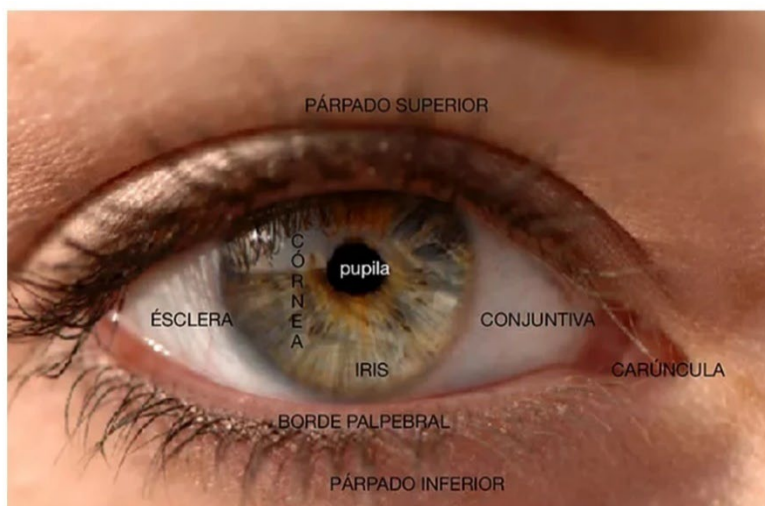 PÁRPADO SUPERIOR
CÓRNEA
pupila
ÉSCLERA
CONJUNTIVA
IRIS
CARÚNCULA
BORDE PALPEBRAL
PÁRPADO INFERIOR